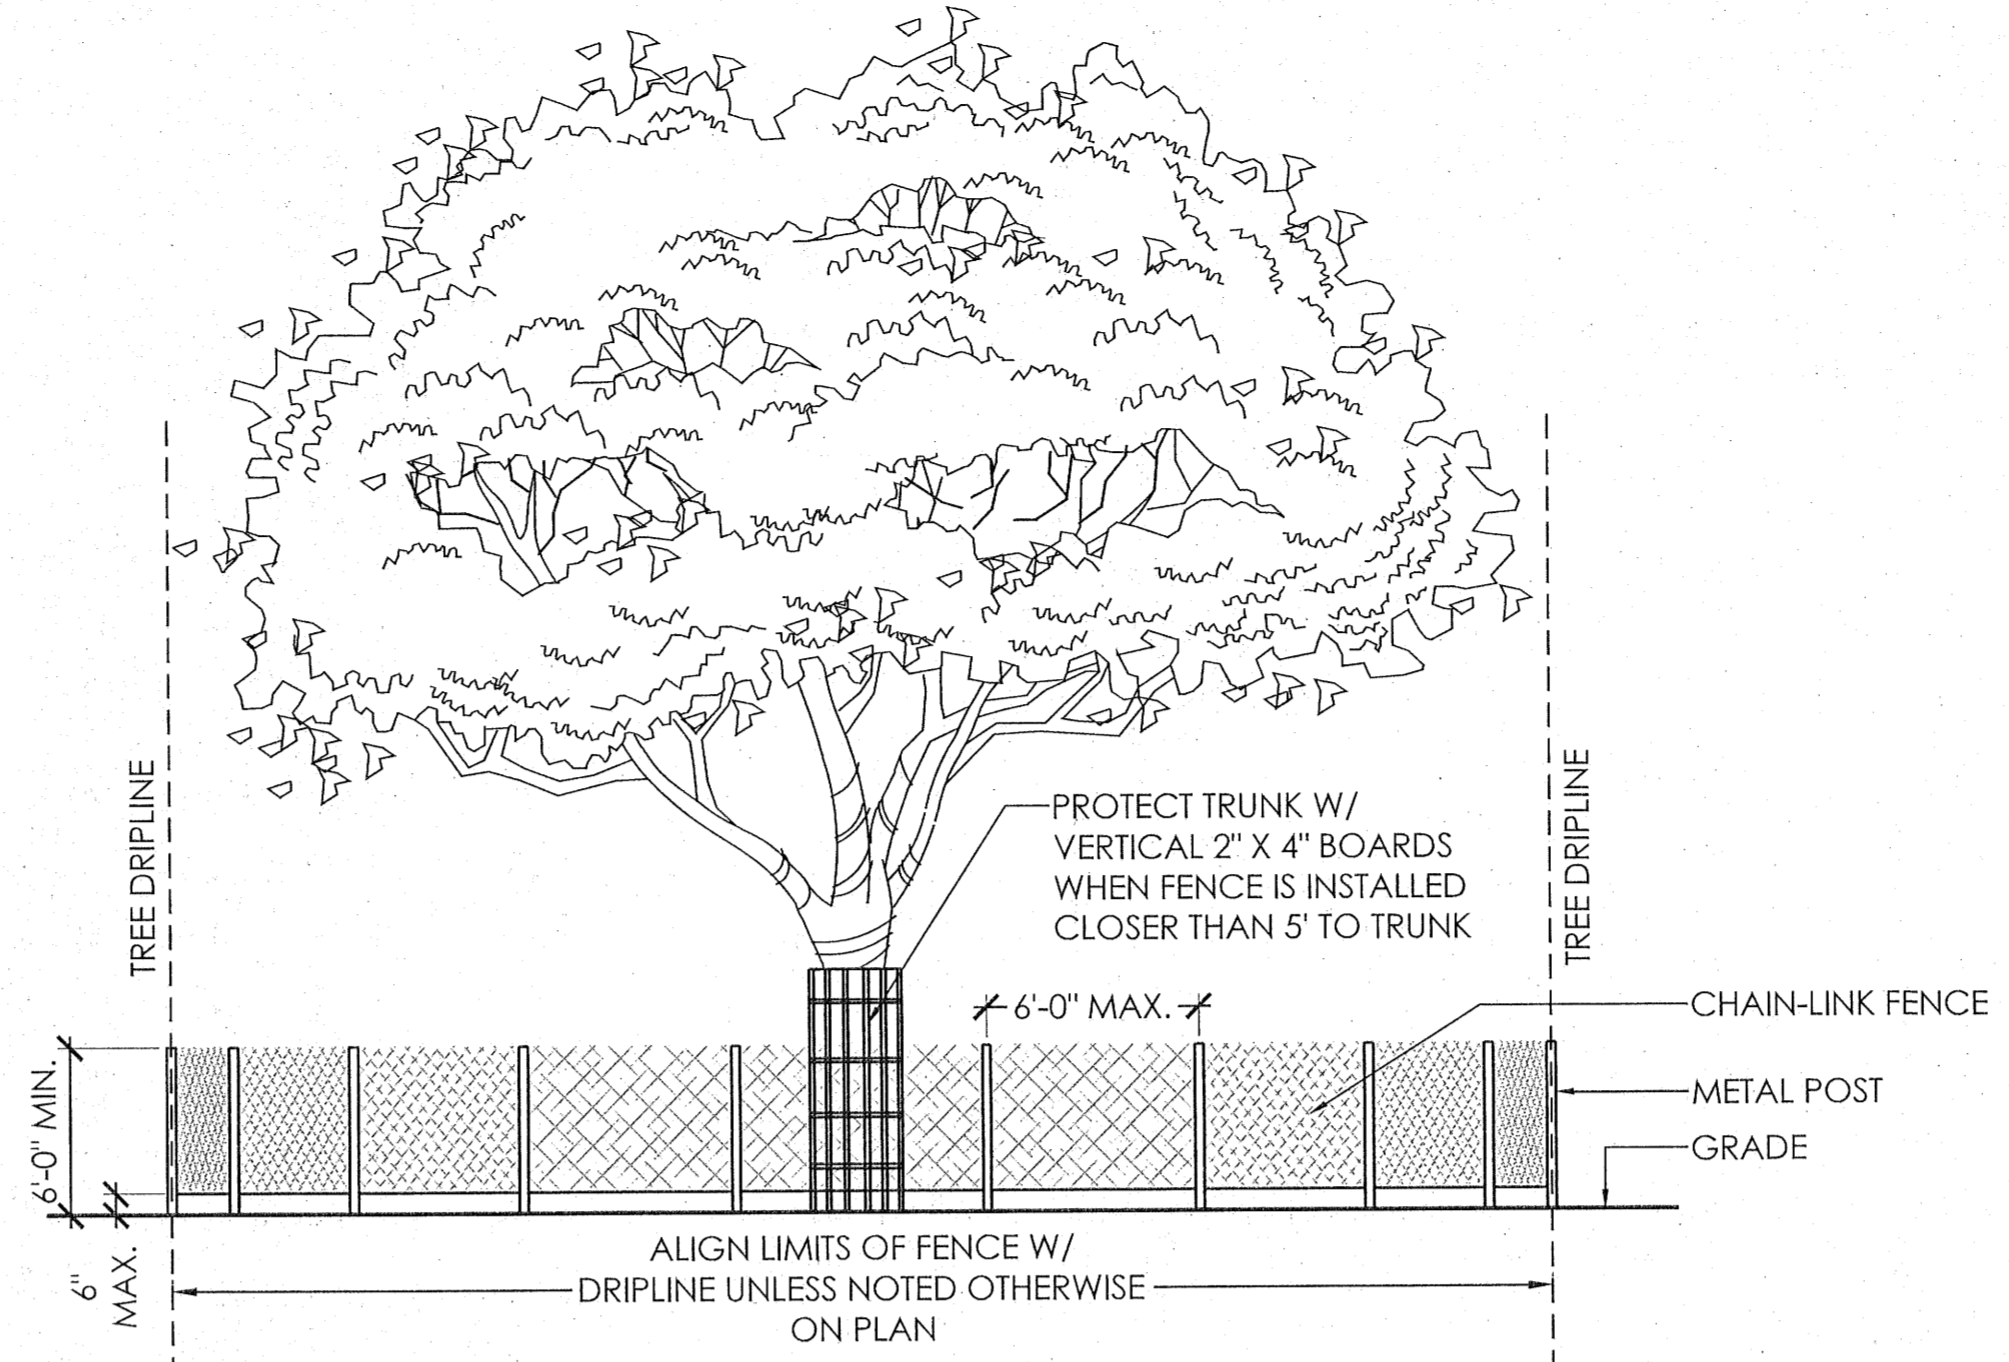 TREE DRIPLINE
PROTECT TRUNK W/
VERTICAL 2" X 4" BOARDS
WHEN FENCE IS INSTALLED
CLOSER THAN 5' TO TRUNK
TREE DRIPLINE
6'-0" MAX.
CHAIN-LINK FENCE
METAL POST
GRADE
6'-0" MIN.
6"
MAX.
ALIGN LIMITS OF FENCE W/
DRIPLINE UNLESS NOTED OTHERWISE
ON PLAN